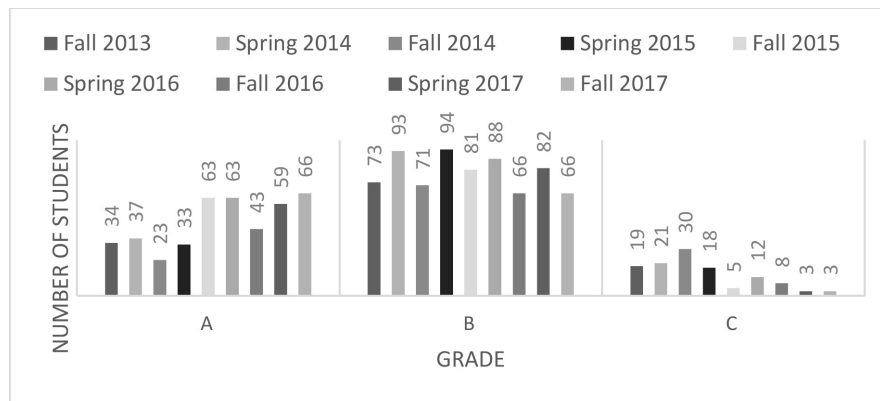 Fall 2013 Spring 2014 Fall 2014 Spring 2015 Fall 2015
Spring 2016 Fall 2016 Spring 2017 Fall 2017
NUMBER OF STUDENTS
34 37 23 33 63 63 43 59 66
73 93 71 94 81 88 66 82 66
19 21 30 18 5 12 8 3 3
A B C
GRADE